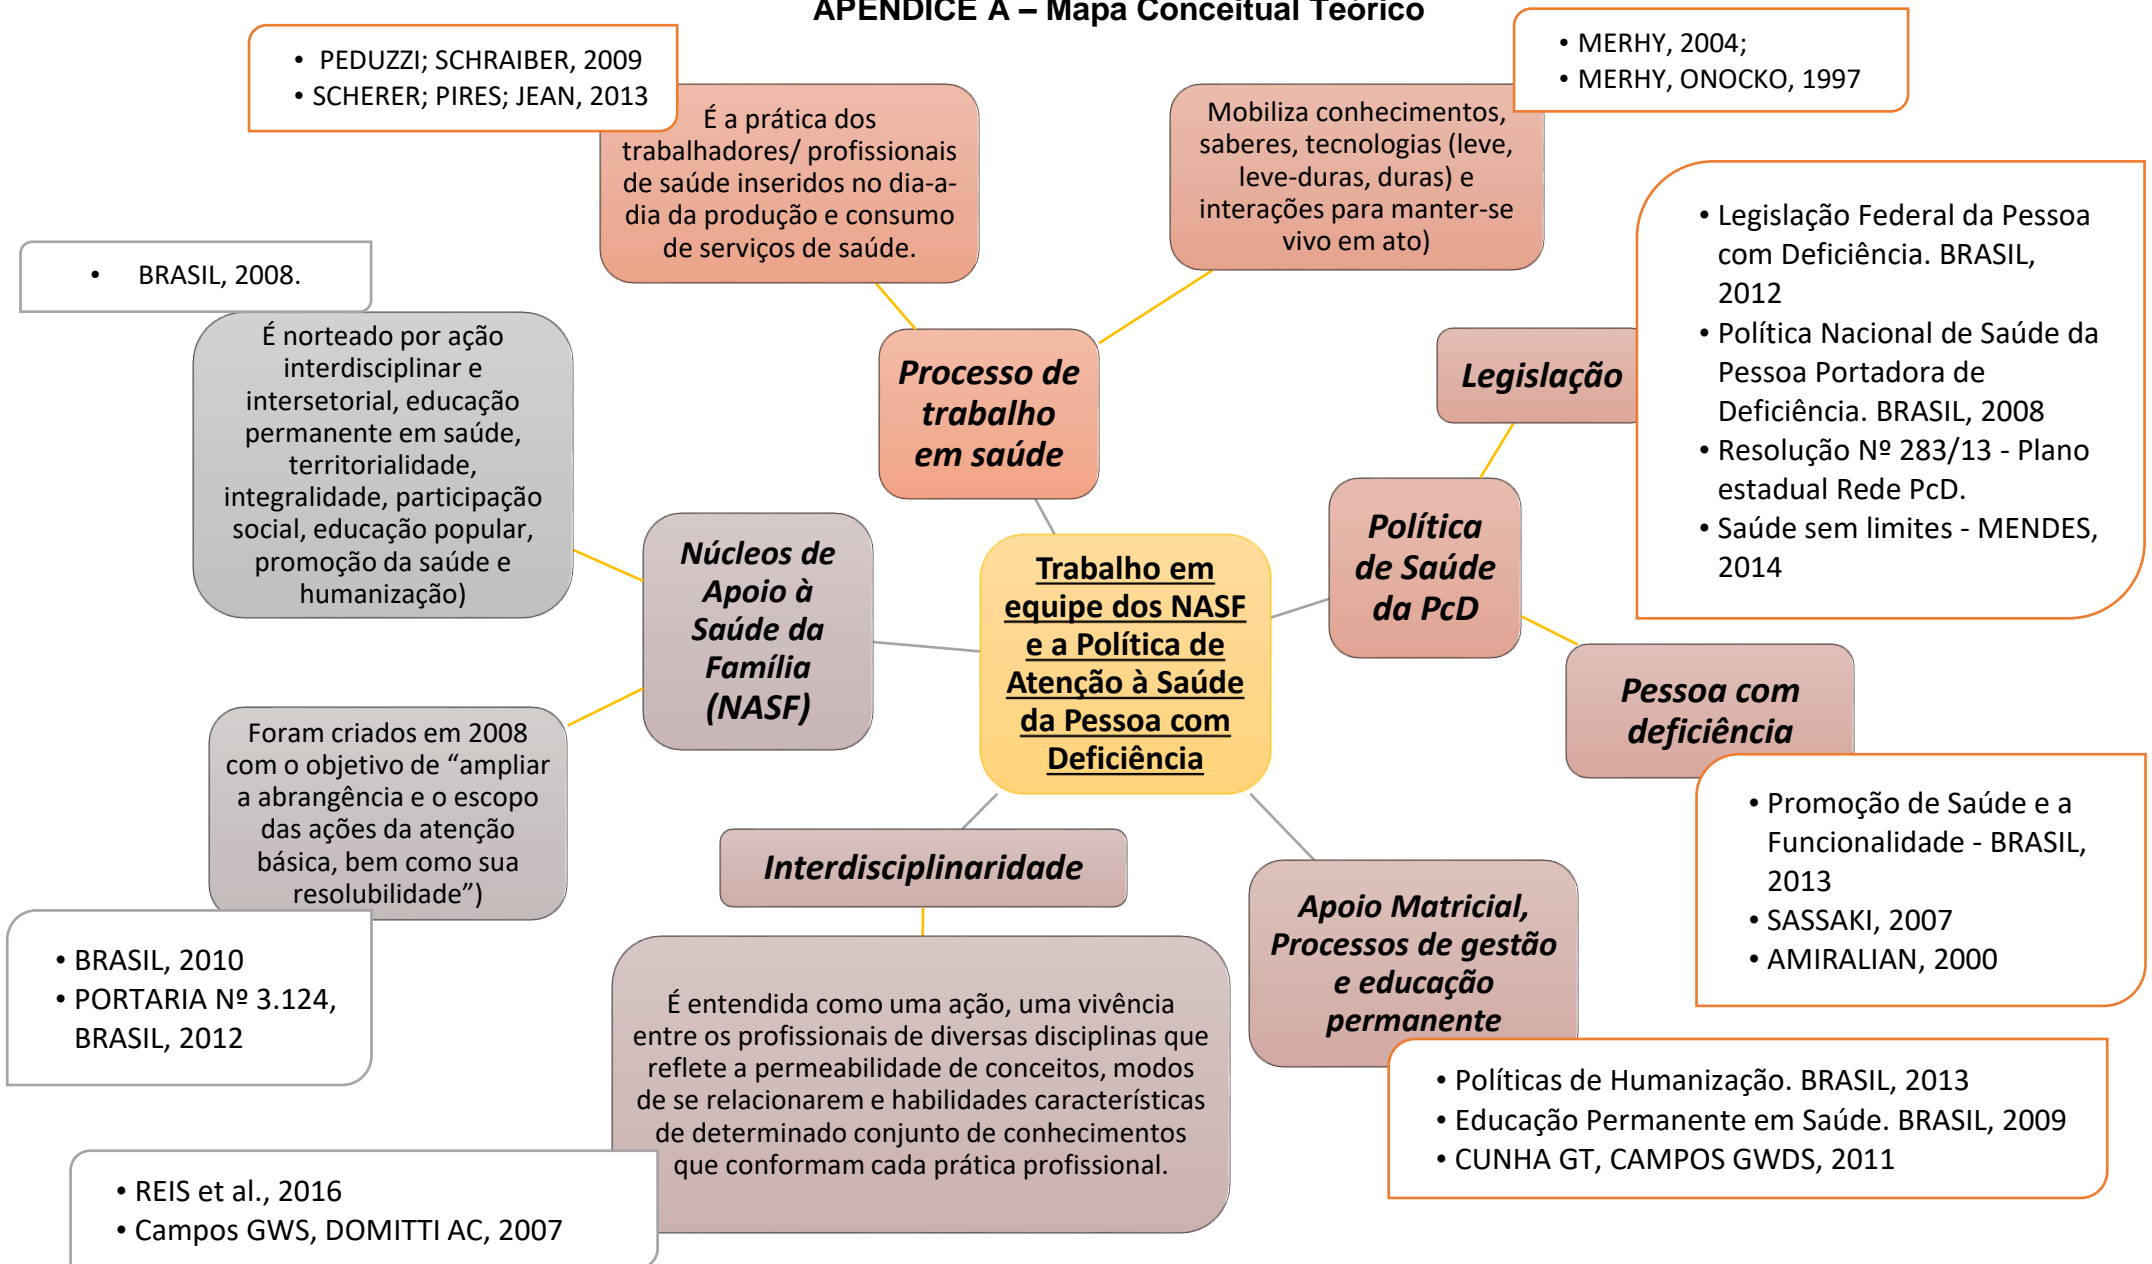 APENDICE A – Mapa Conceitual Teórico
• PEDUZZI; SCHRAIBER, 2009
• SCHERER; PIRES; JEAN, 2013
É a prática dos
trabalhadores/ profissionais
de saúde inseridos no dia-a-
dia da produção e consumo
de serviços de saúde.
• MERHY, 2004;
• MERHY, ONOCKO, 1997
Mobiliza conhecimentos,
saberes, tecnologias (leve,
leve-duras, duras) e
interações para manter-se
vivo em ato)
Processo de
trabalho
em saúde
• BRASIL, 2008.
É norteado por ação
interdisciplinar e
intersetorial, educação
permanente em saúde,
territorialidade,
integralidade, participação
social, educação popular,
promoção da saúde e
humanização)
Núcleos de
Apoio à
Saúde da
Família
(NASF)
Foram criados em 2008
com o objetivo de “ampliar
a abrangência e o escopo
das ações da atenção
básica, bem como sua
resolubilidade”)
• BRASIL, 2010
• PORTARIA Nº 3.124,
BRASIL, 2012
Trabalho em
equipe dos NASF
e a Política de
Atenção à Saúde
da Pessoa com
Deficiência
Legislação
• Legislação Federal da Pessoa
com Deficiência. BRASIL,
2012
• Política Nacional de Saúde da
Pessoa Portadora de
Deficiência. BRASIL, 2008
• Resolução Nº 283/13 - Plano
estadual Rede PcD.
• Saúde sem limites - MENDES,
2014
Política
de Saúde
da PcD
Pessoa com
deficiência
• Promoção de Saúde e a
Funcionalidade - BRASIL,
2013
• SASSAKI, 2007
• AMIRALIAN, 2000
Interdisciplinaridade
É entendida como uma ação, uma vivência
entre os profissionais de diversas disciplinas que
reflete a permeabilidade de conceitos, modos
de se relacionarem e habilidades características
de determinado conjunto de conhecimentos
que conformam cada prática profissional.
• REIS et al., 2016
• Campos GWS, DOMITTI AC, 2007
Apoio Matricial,
Processos de gestão
e educação
permanente
• Políticas de Humanização. BRASIL, 2013
• Educação Permanente em Saúde. BRASIL, 2009
• CUNHA GT, CAMPOS GWDS, 2011